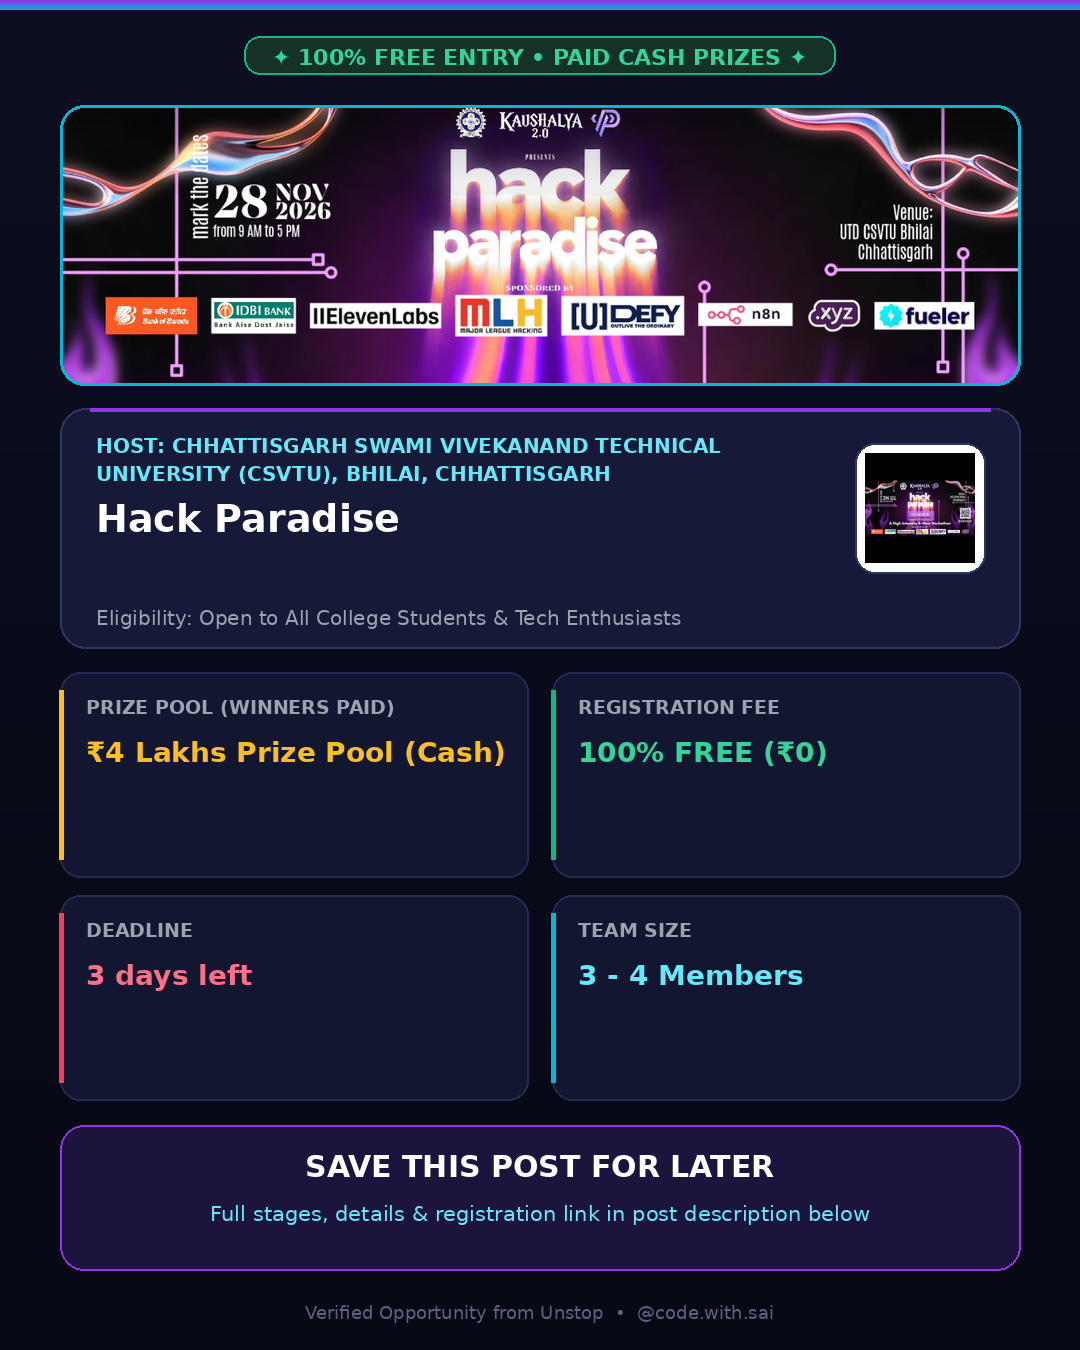 ✦ 100% FREE ENTRY • PAID CASH PRIZES ✦
KAUSHALYA
2.0
PRESENTS
hack
paradise
mark the dates
28 NOV 2026
from 9 AM to 5 PM
Venue:
UTD CSVTU Bhilai
Chhattisgarh
SPONSORED BY
बैंक ऑफ़ बड़ौदा
Bank of Baroda
IDBI BANK
Bank Aisa Dost Jaisa
IIElevenLabs
MLH
MAJOR LEAGUE HACKING
[U]DEFY
OUTLIVE THE ORDINARY
n8n
.xyz
fueler
HOST: CHHATTISGARH SWAMI VIVEKANAND TECHNICAL
UNIVERSITY (CSVTU), BHILAI, CHHATTISGARH
Hack Paradise
KAUSHALYA
hack
paradise
Eligibility: Open to All College Students & Tech Enthusiasts
PRIZE POOL (WINNERS PAID)
₹4 Lakhs Prize Pool (Cash)
REGISTRATION FEE
100% FREE (₹0)
DEADLINE
3 days left
TEAM SIZE
3 - 4 Members
SAVE THIS POST FOR LATER
Full stages, details & registration link in post description below
Verified Opportunity from Unstop • @code.with.sai